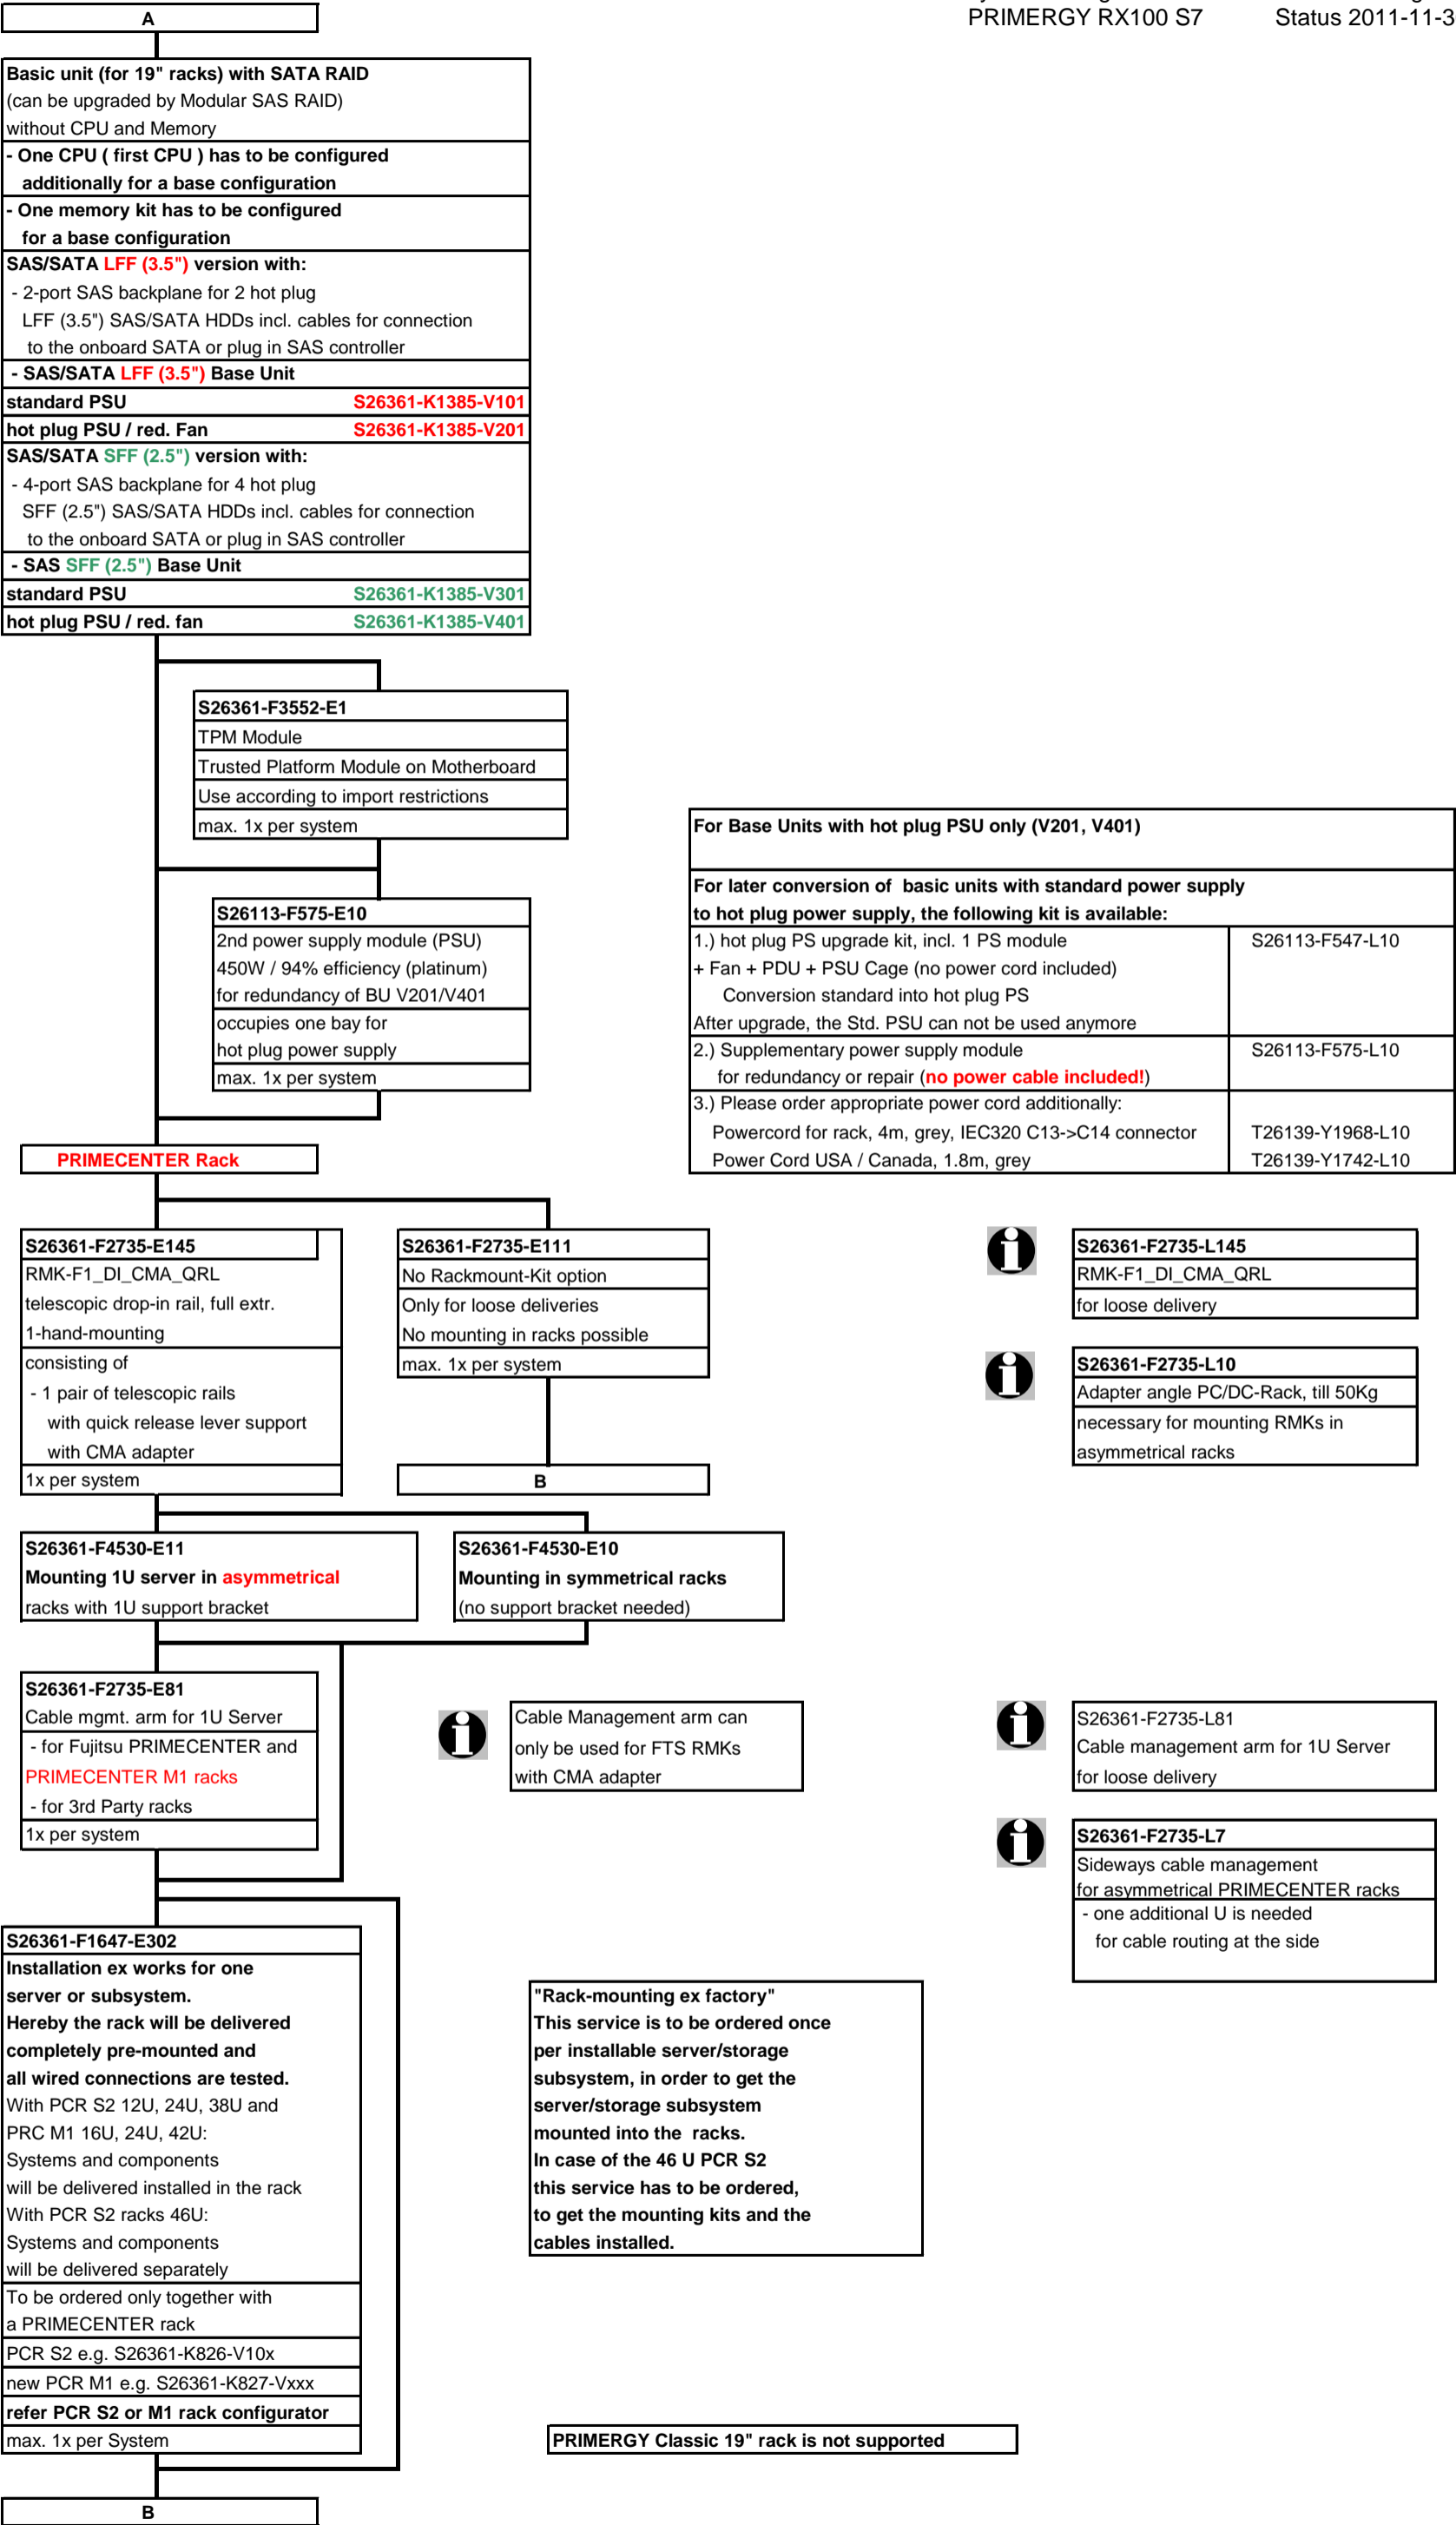 PRIMERGY RX100 S7 Status 2011-11-3
A
Basic unit (for 19" racks) with SATA RAID
(can be upgraded by Modular SAS RAID)
without CPU and Memory
- One CPU ( first CPU ) has to be configured
additionally for a base configuration
- One memory kit has to be configured
for a base configuration
SAS/SATA LFF (3.5") version with:
- 2-port SAS backplane for 2 hot plug
LFF (3.5") SAS/SATA HDDs incl. cables for connection
to the onboard SATA or plug in SAS controller
- SAS/SATA LFF (3.5") Base Unit
standard PSU S26361-K1385-V101
hot plug PSU / red. Fan S26361-K1385-V201
SAS/SATA SFF (2.5") version with:
- 4-port SAS backplane for 4 hot plug
SFF (2.5") SAS/SATA HDDs incl. cables for connection
to the onboard SATA or plug in SAS controller
- SAS SFF (2.5") Base Unit
standard PSU S26361-K1385-V301
hot plug PSU / red. fan S26361-K1385-V401
S26361-F3552-E1
TPM Module
Trusted Platform Module on Motherboard
Use according to import restrictions
max. 1x per system
S26113-F575-E10
2nd power supply module (PSU)
450W / 94% efficiency (platinum)
for redundancy of BU V201/V401
occupies one bay for
hot plug power supply
max. 1x per system
For Base Units with hot plug PSU only (V201, V401)
For later conversion of basic units with standard power supply
to hot plug power supply, the following kit is available:
1.) hot plug PS upgrade kit, incl. 1 PS module S26113-F547-L10
+ Fan + PDU + PSU Cage (no power cord included)
Conversion standard into hot plug PS
After upgrade, the Std. PSU can not be used anymore
2.) Supplementary power supply module S26113-F575-L10
for redundancy or repair (no power cable included!)
3.) Please order appropriate power cord additionally:
Powercord for rack, 4m, grey, IEC320 C13->C14 connector T26139-Y1968-L10
Power Cord USA / Canada, 1.8m, grey T26139-Y1742-L10
PRIMECENTER Rack
S26361-F2735-E145
RMK-F1_DI_CMA_QRL
telescopic drop-in rail, full extr.
1-hand-mounting
consisting of
- 1 pair of telescopic rails
with quick release lever support
with CMA adapter
1x per system
S26361-F2735-E111
No Rackmount-Kit option
Only for loose deliveries
No mounting in racks possible
max. 1x per system
B
S26361-F2735-L145
RMK-F1_DI_CMA_QRL
for loose delivery
S26361-F2735-L10
Adapter angle PC/DC-Rack, till 50Kg
necessary for mounting RMKs in
asymmetrical racks
S26361-F4530-E11
Mounting 1U server in asymmetrical
racks with 1U support bracket
S26361-F4530-E10
Mounting in symmetrical racks
(no support bracket needed)
S26361-F2735-E81
Cable mgmt. arm for 1U Server
- for Fujitsu PRIMECENTER and
PRIMECENTER M1 racks
- for 3rd Party racks
1x per system
Cable Management arm can
only be used for FTS RMKs
with CMA adapter
S26361-F2735-L81
Cable management arm for 1U Server
for loose delivery
S26361-F2735-L7
Sideways cable management
for asymmetrical PRIMECENTER racks
- one additional U is needed
for cable routing at the side
S26361-F1647-E302
Installation ex works for one
server or subsystem.
Hereby the rack will be delivered
completely pre-mounted and
all wired connections are tested.
With PCR S2 12U, 24U, 38U and
PRC M1 16U, 24U, 42U:
Systems and components
will be delivered installed in the rack
With PCR S2 racks 46U:
Systems and components
will be delivered separately
To be ordered only together with
a PRIMECENTER rack
PCR S2 e.g. S26361-K826-V10x
new PCR M1 e.g. S26361-K827-Vxxx
refer PCR S2 or M1 rack configurator
max. 1x per System
"Rack-mounting ex factory"
This service is to be ordered once
per installable server/storage
subsystem, in order to get the
server/storage subsystem
mounted into the racks.
In case of the 46 U PCR S2
this service has to be ordered,
to get the mounting kits and the
cables installed.
PRIMERGY Classic 19" rack is not supported
B